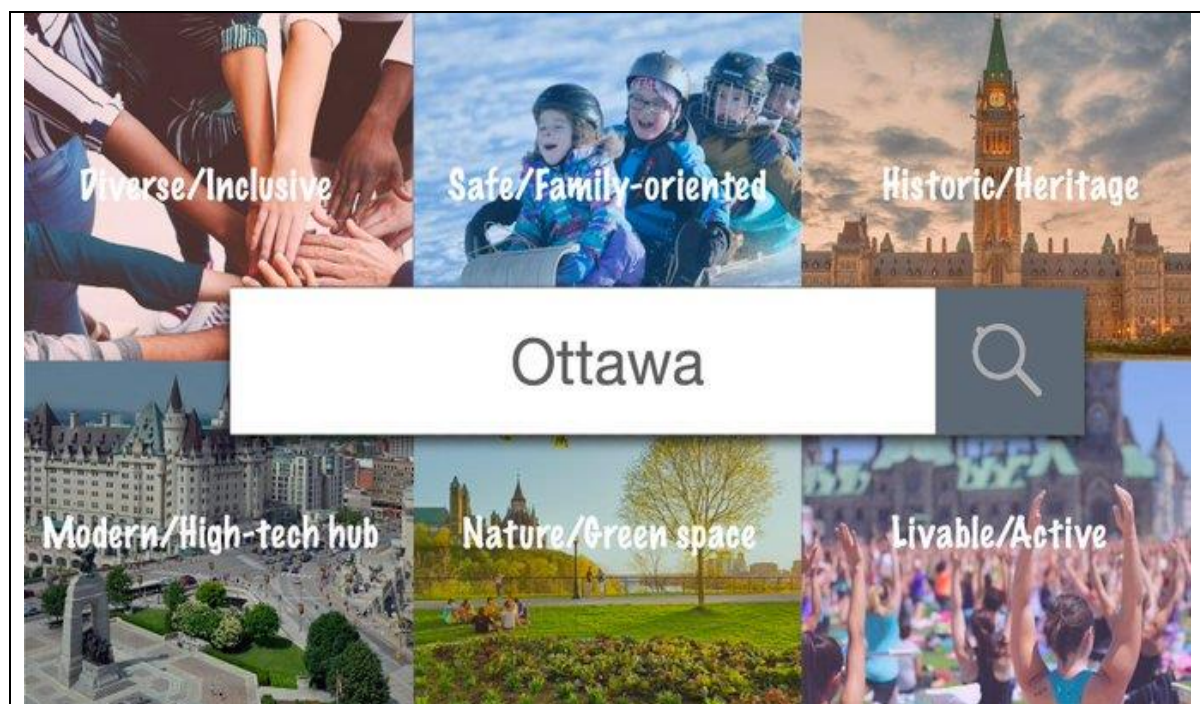 Diverse/Inclusive
Safe/Family-oriented
Historic/Heritage
Ottawa
Modern/High-tech hub
Nature/Green space
Livable/Active